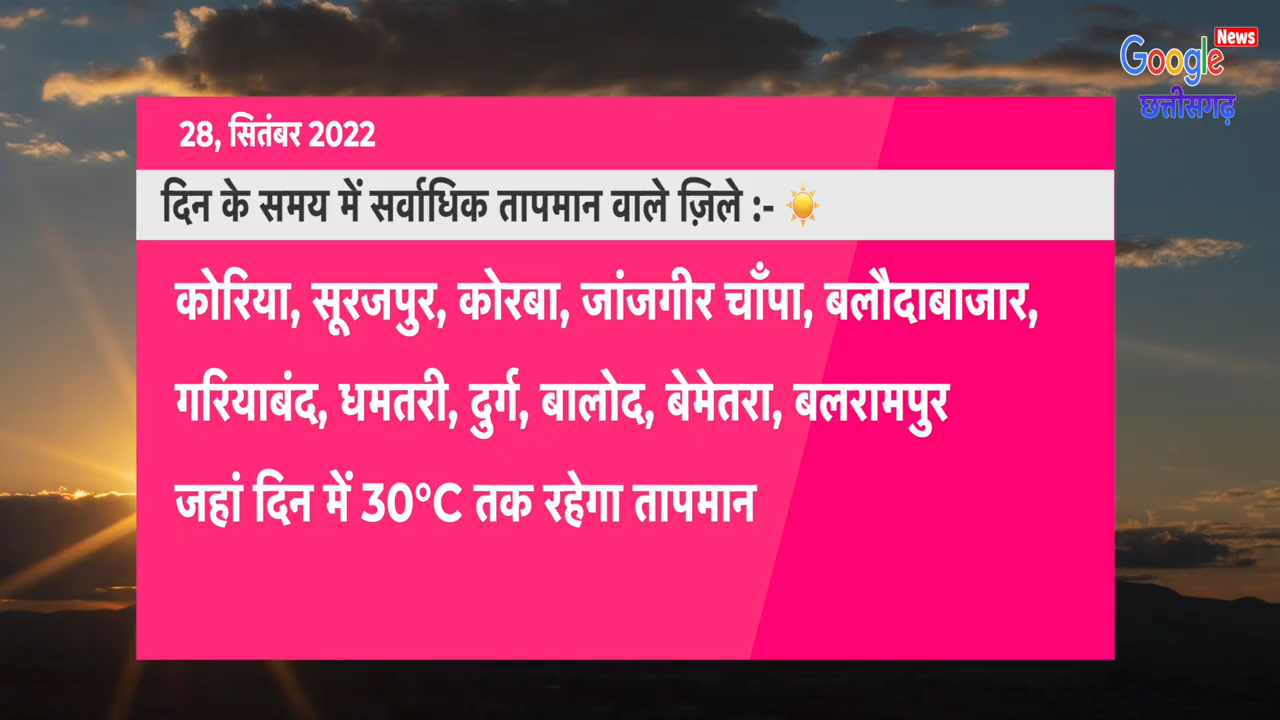 Google News
छत्तीसगढ़
28, सितंबर 2022
दिन के समय में सर्वाधिक तापमान वाले ज़िले :-
कोरिया, सूरजपुर, कोरबा, जांजगीर चाँपा, बलौदाबाजार,
गरियाबंद, धमतरी, दुर्ग, बालोद, बेमेतरा, बलरामपुर
जहां दिन में 30°C तक रहेगा तापमान